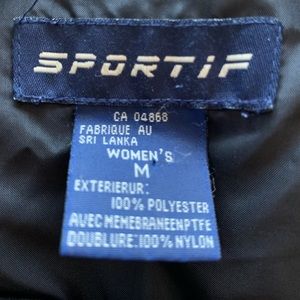 SPORTIF
CA 04868
FABRIQUE AU
SRI LANKA
WOMEN'S
M
EXTERIERUR:
100% POLYESTER
AVEC MEMEBRANEENPTFE
DOUBLURE:100% NYLON